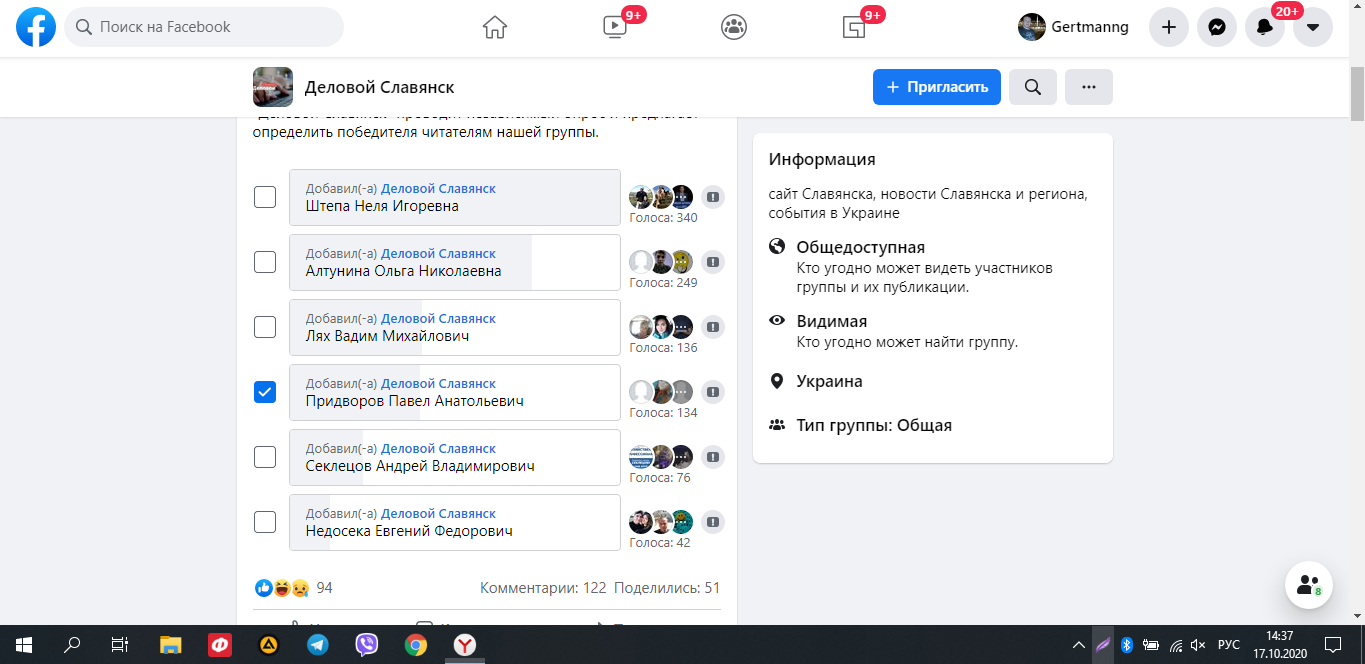 Поиск на Facebook
9+
9+
Gertmanng
20+
Деловой Славянск
Пригласить
определить победителя читателям нашей группы.
Добавил(-а) Деловой Славянск
Штепа Неля Игоревна
Голоса: 340
Добавил(-а) Деловой Славянск
Алтунина Ольга Николаевна
Голоса: 249
Добавил(-а) Деловой Славянск
Лях Вадим Михайлович
Голоса: 136
Добавил(-а) Деловой Славянск
Придворов Павел Анатольевич
Голоса: 134
Добавил(-а) Деловой Славянск
Секлецов Андрей Владимирович
Голоса: 76
Добавил(-а) Деловой Славянск
Недосека Евгений Федорович
Голоса: 42
94
Комментарии: 122 Поделились: 51
Информация
сайт Славянска, новости Славянска и региона,
события в Украине
Общедоступная
Кто угодно может видеть участников
группы и их публикации.
Видимая
Кто угодно может найти группу.
Украина
Тип группы: Общая
8
РУС
14:37
17.10.2020